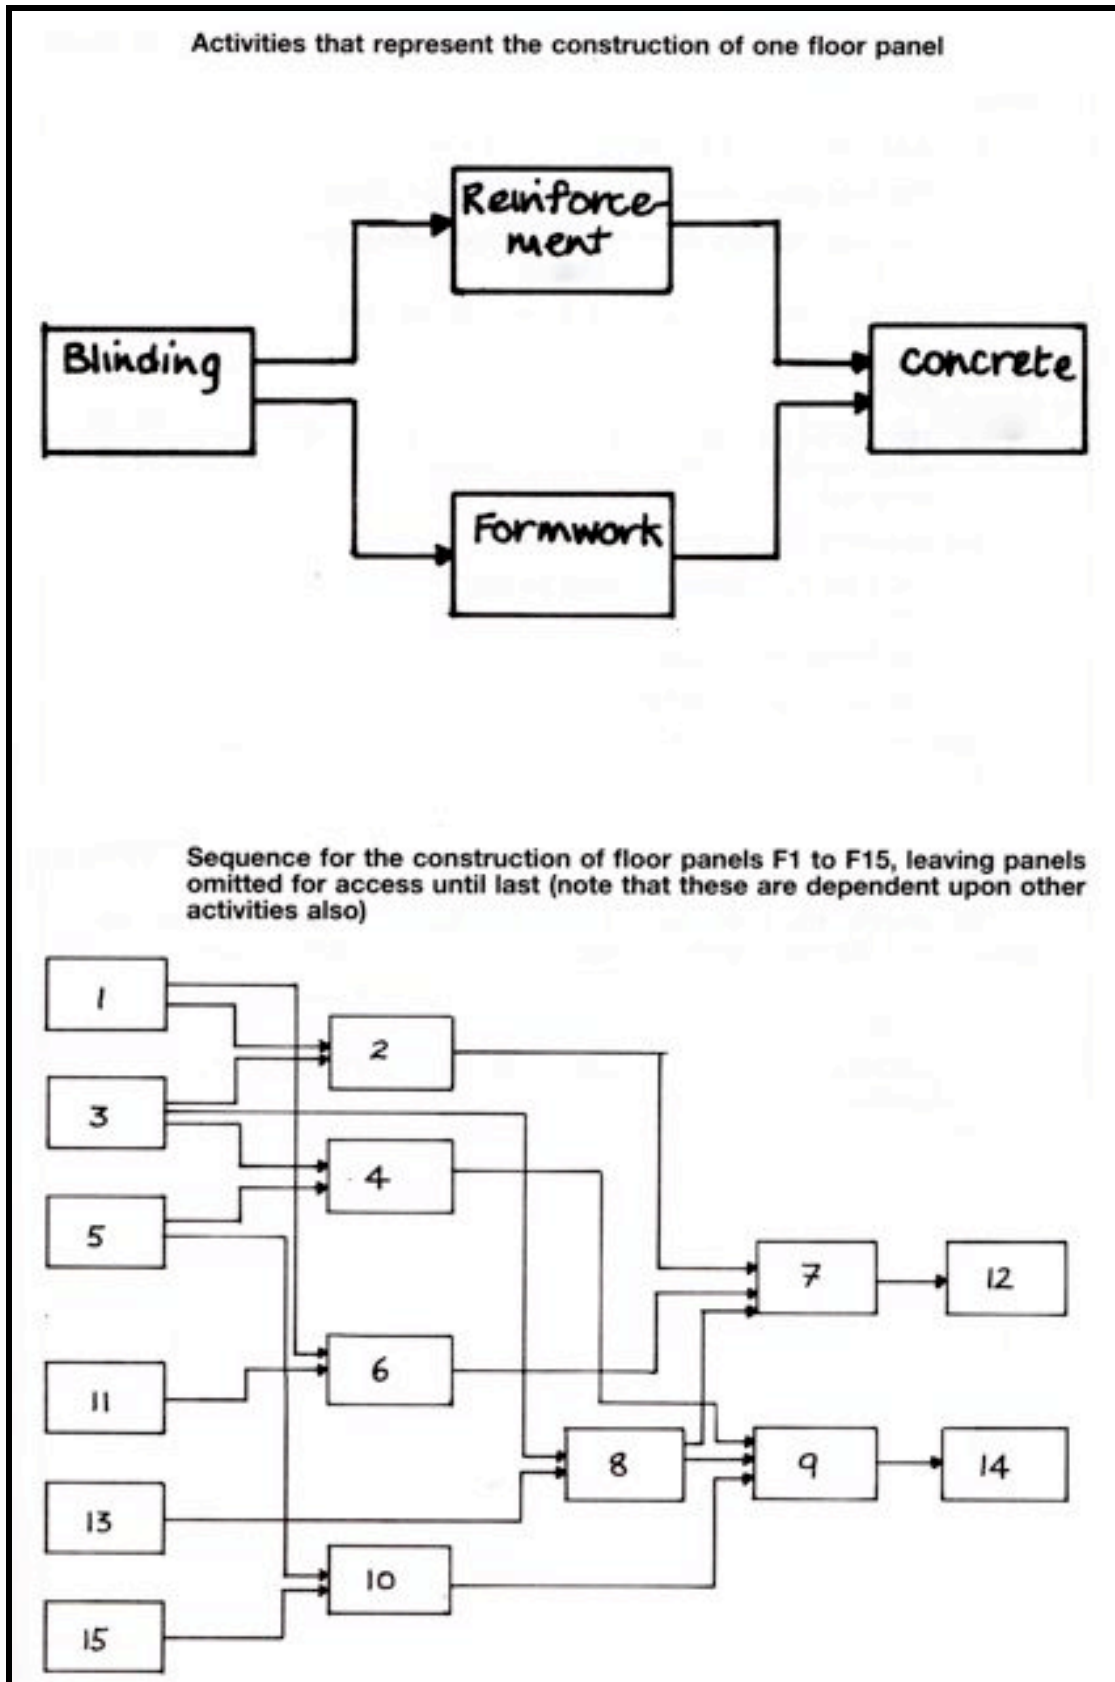 Activities that represent the construction of one floor panel
Reinforce-
ment
Blinding
Concrete
Formwork
Sequence for the construction of floor panels F1 to F15, leaving panels
omitted for access until last (note that these are dependent upon other
activities also)
1
2
3
4
5
7
12
6
11
8
9
14
13
10
15